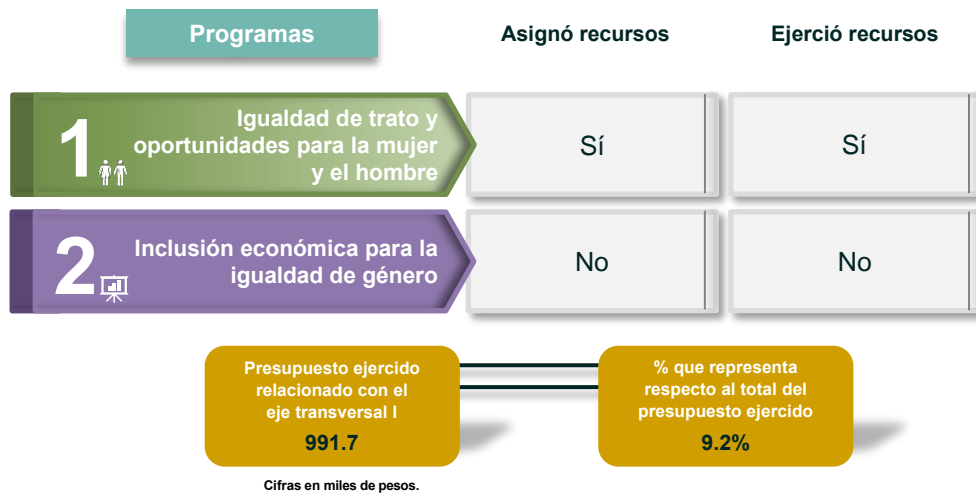 Programas
Asignó recursos
Ejerció recursos
1
Igualdad de trato y
oportunidades para la mujer
y el hombre
Sí
Sí
2
Inclusión económica para la
igualdad de género
No
No
Presupuesto ejercido
relacionado con el
eje transversal I
991.7
% que representa
respecto al total del
presupuesto ejercido
9.2%
Cifras en miles de pesos.